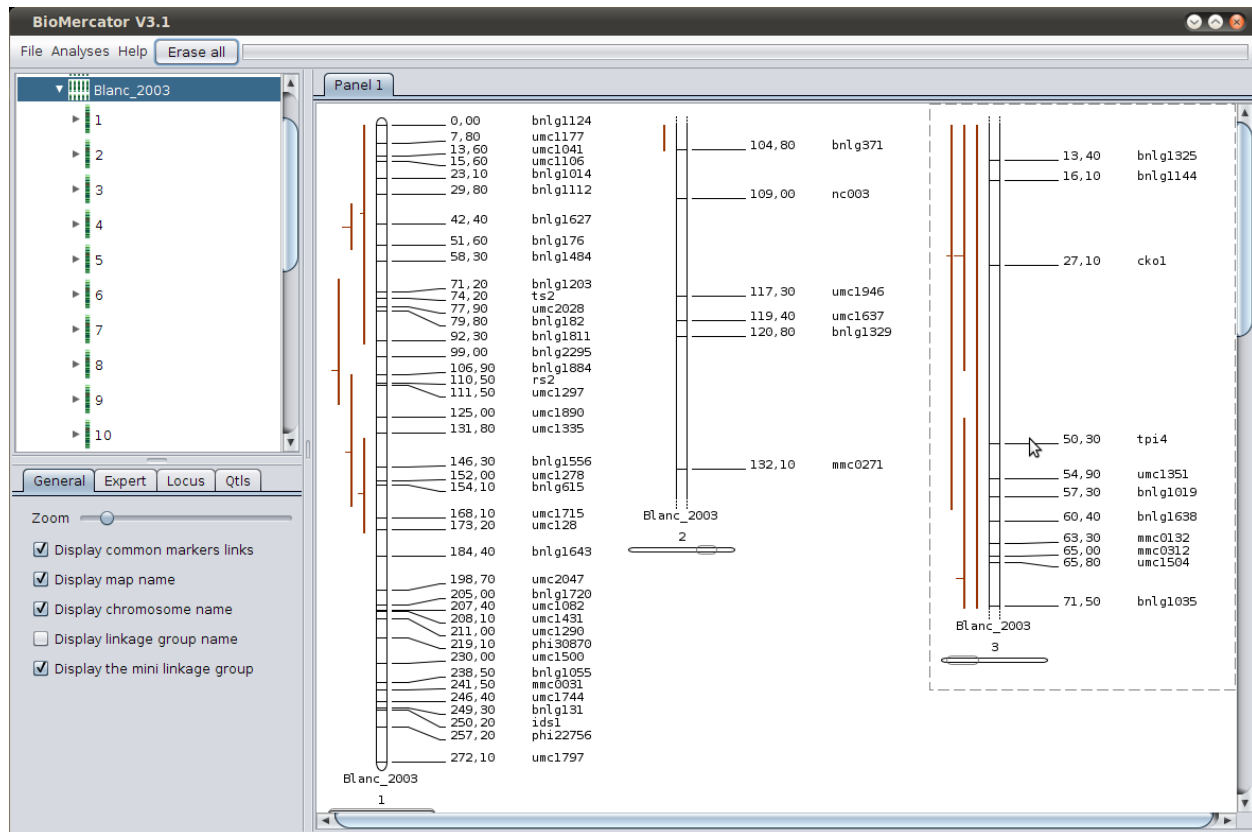 BioMercator V3.1
File Analyses Help Erase all
Blanc_2003
1
2
3
4
5
6
7
8
9
10
General Expert Locus Qtls
Zoom
Display common markers links
Display map name
Display chromosome name
Display linkage group name
Display the mini linkage group
Panel 1
0,00 bnlg1124
7,80 umc1177
13,60 umc1041
15,60 umc1106
23,10 bnlg1014
29,80 bnlg1112
42,40 bnlg1627
51,60 bnlg176
58,30 bnlg1484
71,20 bnlg1203
74,20 ts2
77,90 umc2028
79,80 bnlg182
92,30 bnlg1811
99,00 bnlg2295
106,90 bnlg1884
110,50 rs2
111,50 umc1297
125,00 umc1890
131,80 umc1335
146,30 bnlg1556
152,00 umc1278
154,10 bnlg615
168,10 umc1715
173,20 umc128
184,40 bnlg1643
198,70 umc2047
205,00 bnlg1720
207,40 umc1082
208,10 umc1431
211,00 umc1290
219,10 phi30870
230,00 umc1500
238,50 bnlg1055
241,50 mmc0031
246,40 umc1744
249,30 bnlg131
250,20 ids1
257,20 phi22756
272,10 umc1797
Blanc_2003
1
104,80 bnlg371
109,00 nc003
117,30 umc1946
119,40 umc1637
120,80 bnlg1329
132,10 mmc0271
Blanc_2003
2
13,40 bnlg1325
16,10 bnlg1144
27,10 cko1
50,30 tpi4
54,90 umc1351
57,30 bnlg1019
60,40 bnlg1638
63,30 mmc0132
65,00 mmc0312
65,80 umc1504
71,50 bnlg1035
Blanc_2003
3